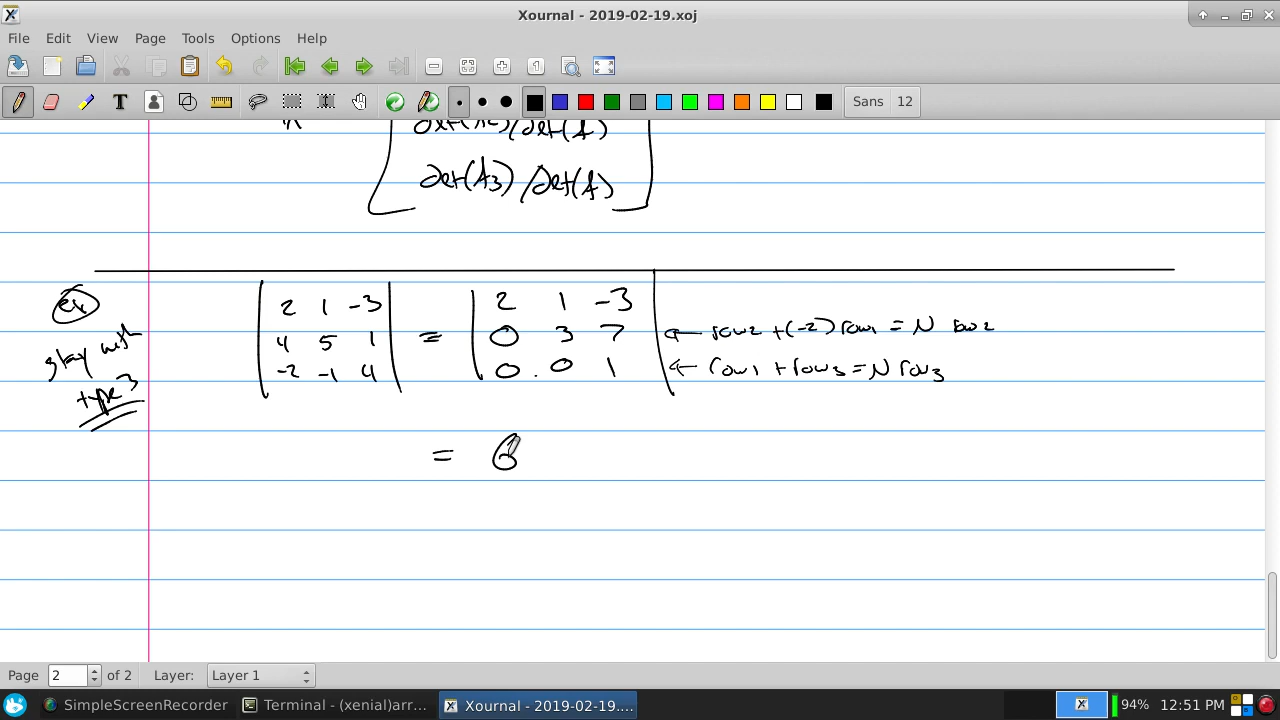 Xournal - 2019-02-19.xoj
File Edit View Page Tools Options Help
T Sans 12
x det(A2)/det(A)
det(A3)/det(A)
ex
stay with
type 3
| 2 1 -3 | = | 2 1 -3 |
| 4 5 1 | | 0 3 7 | ← row2 + (-2) row1 = N row2
| -2 -1 4 | | 0 0 1 | ← row1 + row3 = N row3
= 6
Page 2 of 2 Layer: Layer 1
SimpleScreenRecorder Terminal - (xenial)arr... Xournal - 2019-02-19.... 94% 12:51 PM